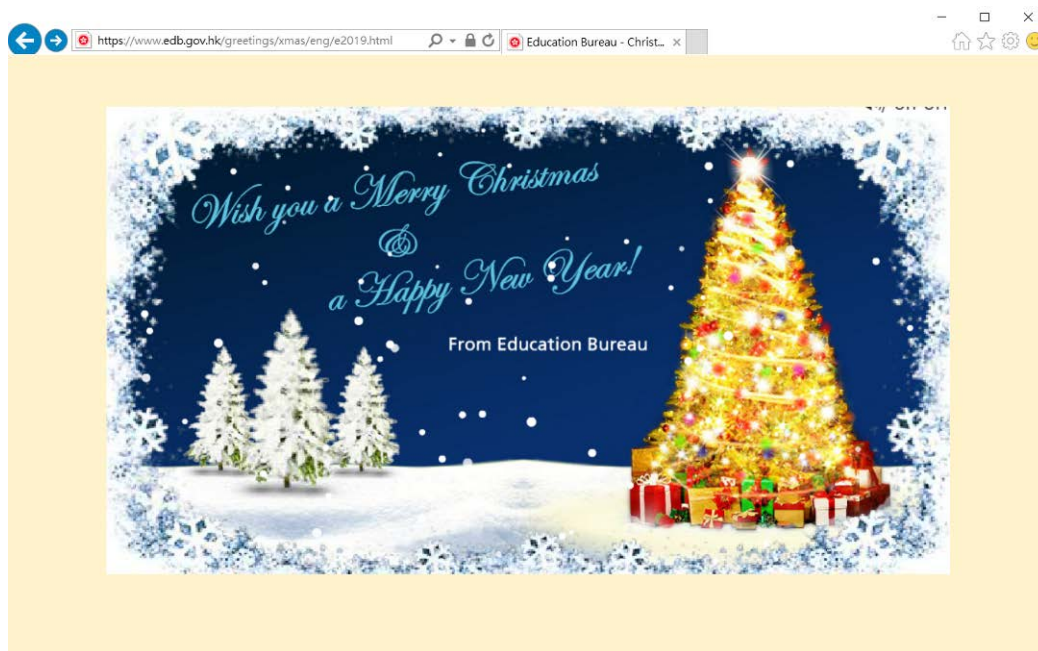 https://www.edb.gov.hk/greetings/xmas/eng/e2019.html
Education Bureau - Christ...
Wish you a Merry Christmas
&
a Happy New Year!
From Education Bureau